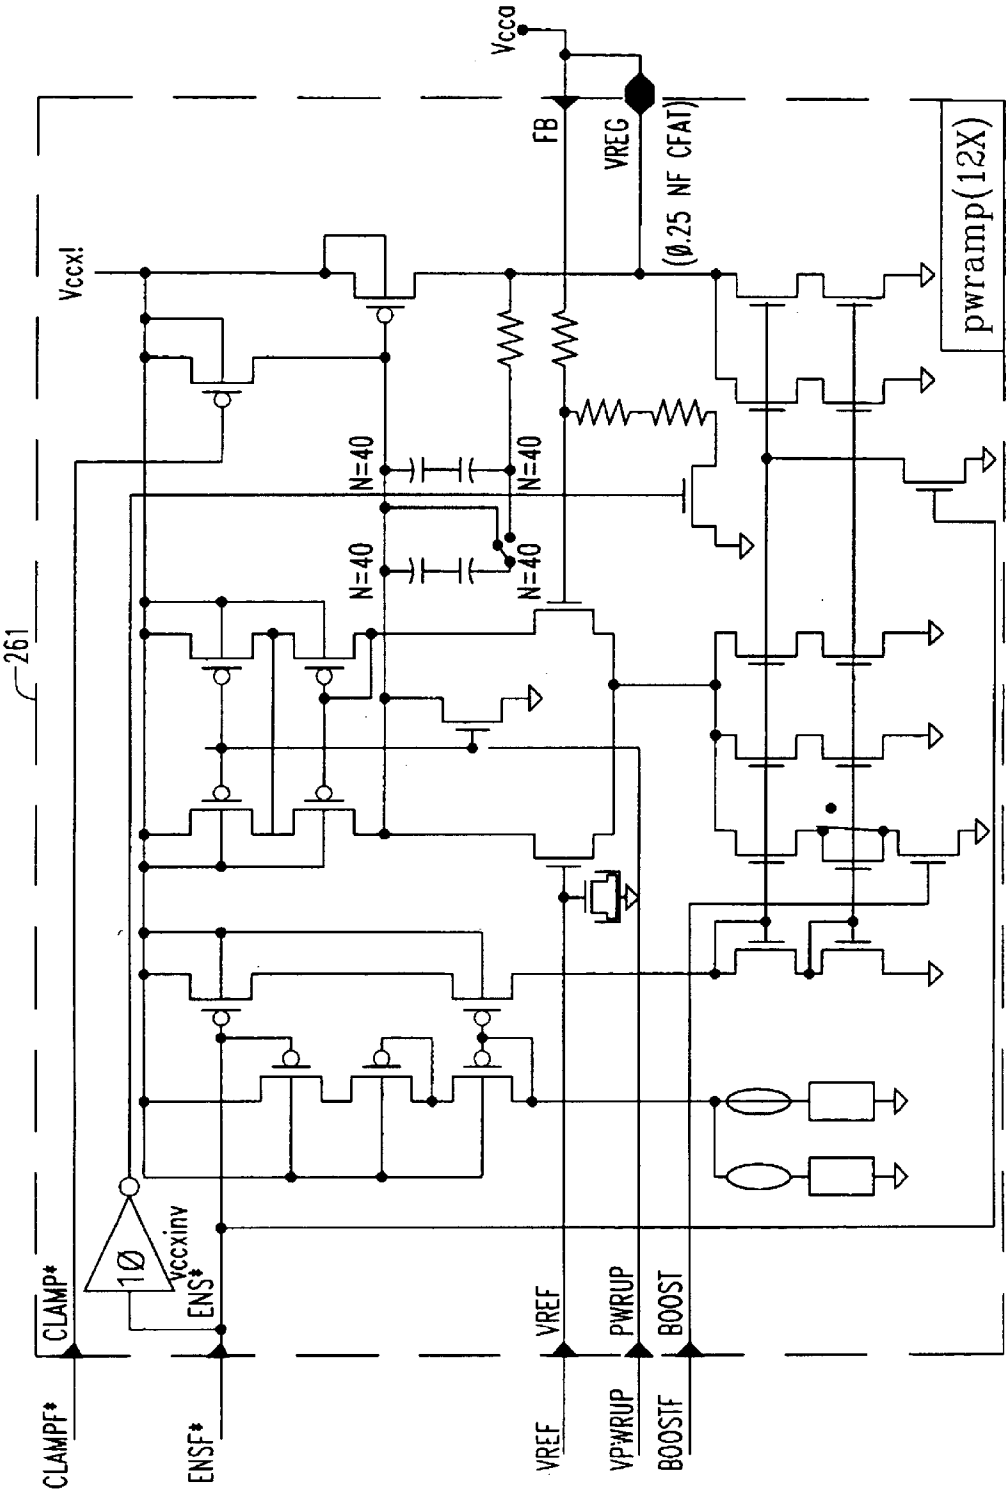 261
CLAMPF*
CLAMP*
10
Vccxinv
ENSF*
ENS*
VREF
VREF
VPWRUP
PWRUP
BOOSTF
BOOST
Vccx!
N=40
N=40
N=40
N=40
Vcca
FB
VREG
(0.25 NF CFAT)
pwramp(12X)